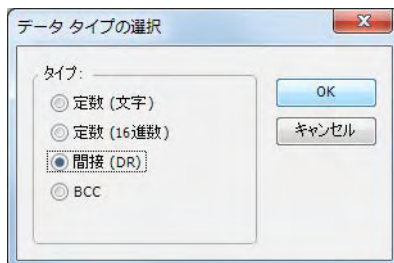 データ タイプの選択
タイプ:
定数 (文字)
定数 (16進数)
間接 (DR)
BCC
OK
キャンセル